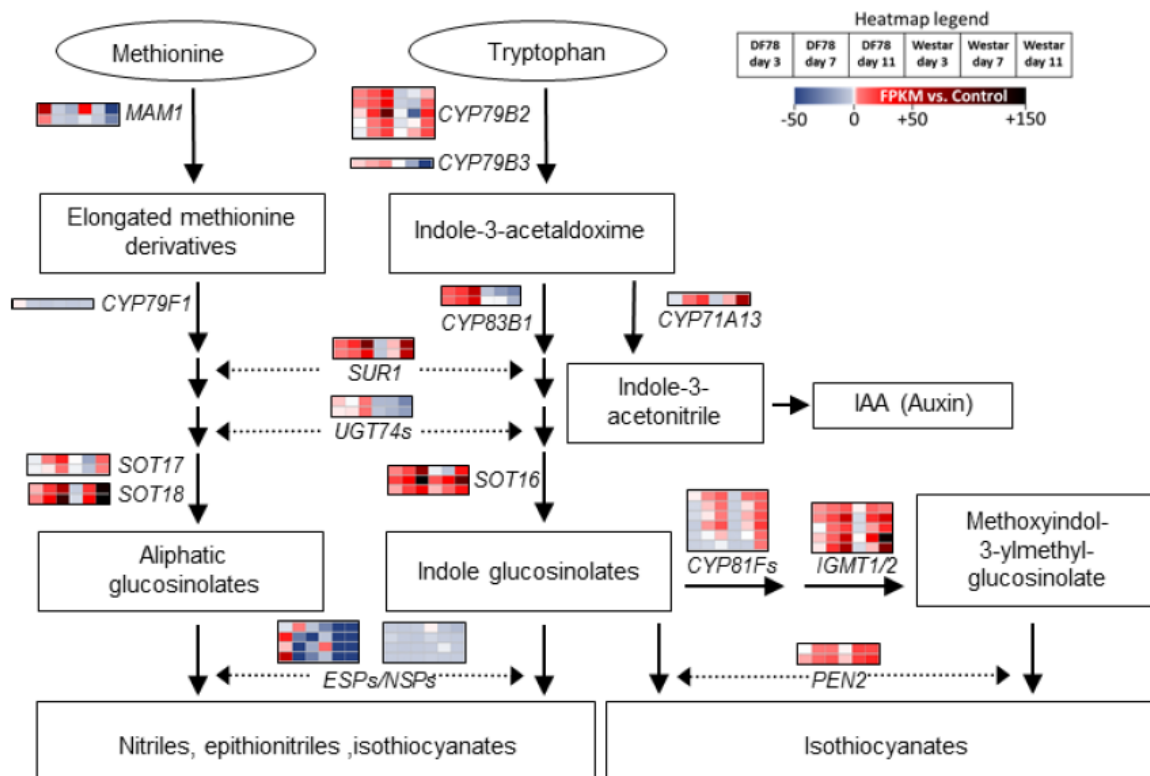 Heatmap legend
DF78 day 3
DF78 day 7
DF78 day 11
Westar day 3
Westar day 7
Westar day 11
FPKM vs. Control
-50 0 +50 +150
Methionine
Tryptophan
MAM1
CYP79B2
CYP79B3
Elongated methionine
derivatives
Indole-3-acetaldoxime
CYP79F1
CYP83B1
CYP71A13
SUR1
Indole-3-
acetonitrile
IAA (Auxin)
UGT74s
SOT17
SOT18
SOT16
Aliphatic
glucosinolates
Indole glucosinolates
CYP81Fs
IGMT1/2
Methoxyindol-
3-ylmethyl-
glucosinolate
ESPs/NSPs
PEN2
Nitriles, epithionitriles ,isothiocyanates
Isothiocyanates